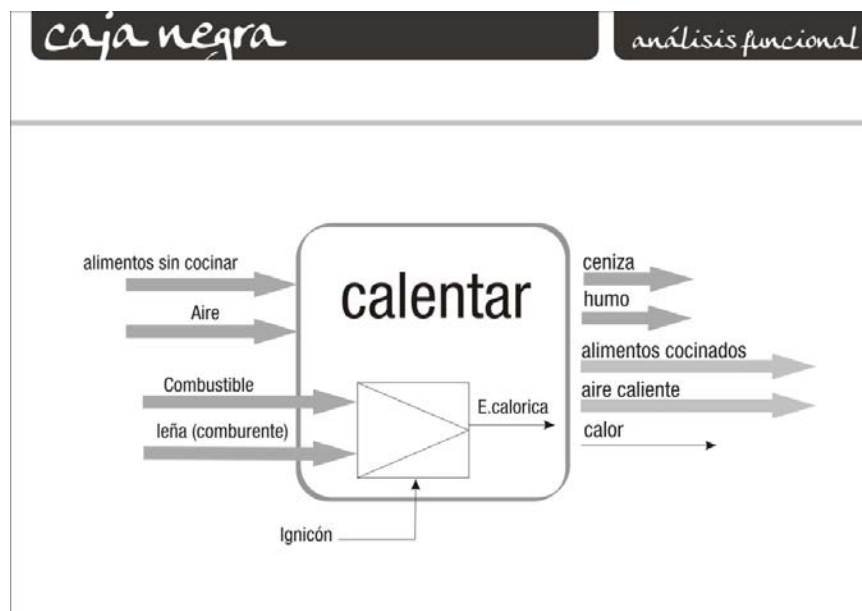 caja negra
análisis funcional
alimentos sin cocinar
Aire
Combustible
leña (comburente)
Ignicón
calentar
E.calorica
ceniza
humo
alimentos cocinados
aire caliente
calor